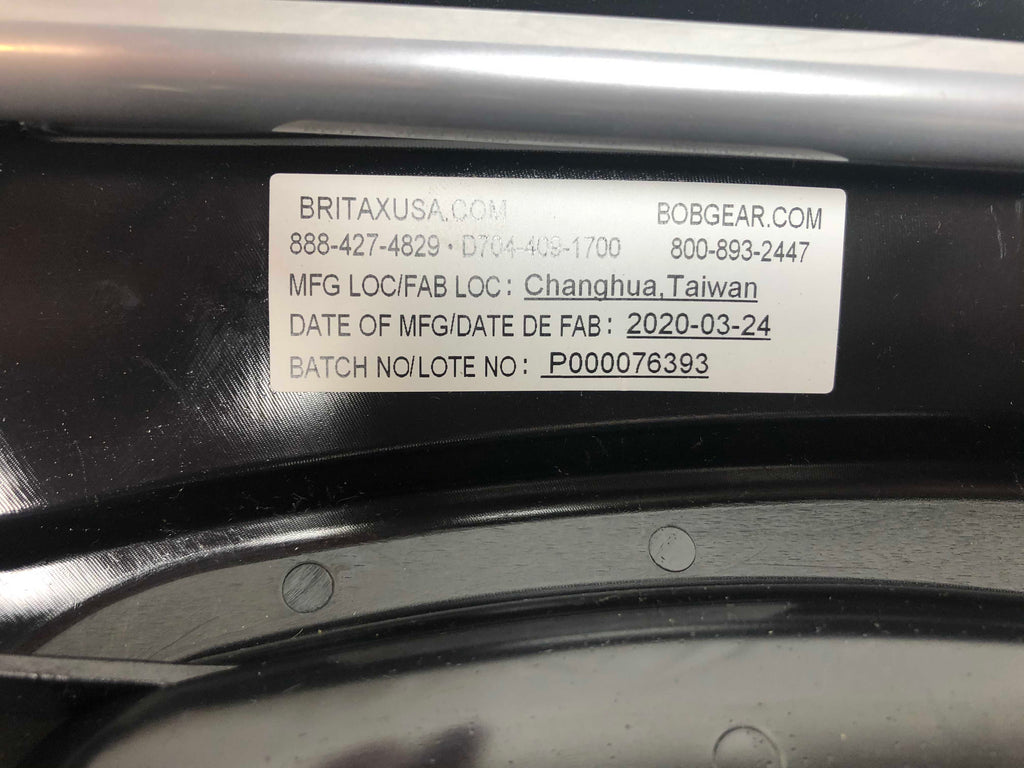 BRITAXUSA.COM BOBGEAR.COM
888-427-4829 · D704-409-1700 800-893-2447
MFG LOC/FAB LOC: Changhua,Taiwan
DATE OF MFG/DATE DE FAB: 2020-03-24
BATCH NO/LOTE NO: P000076393